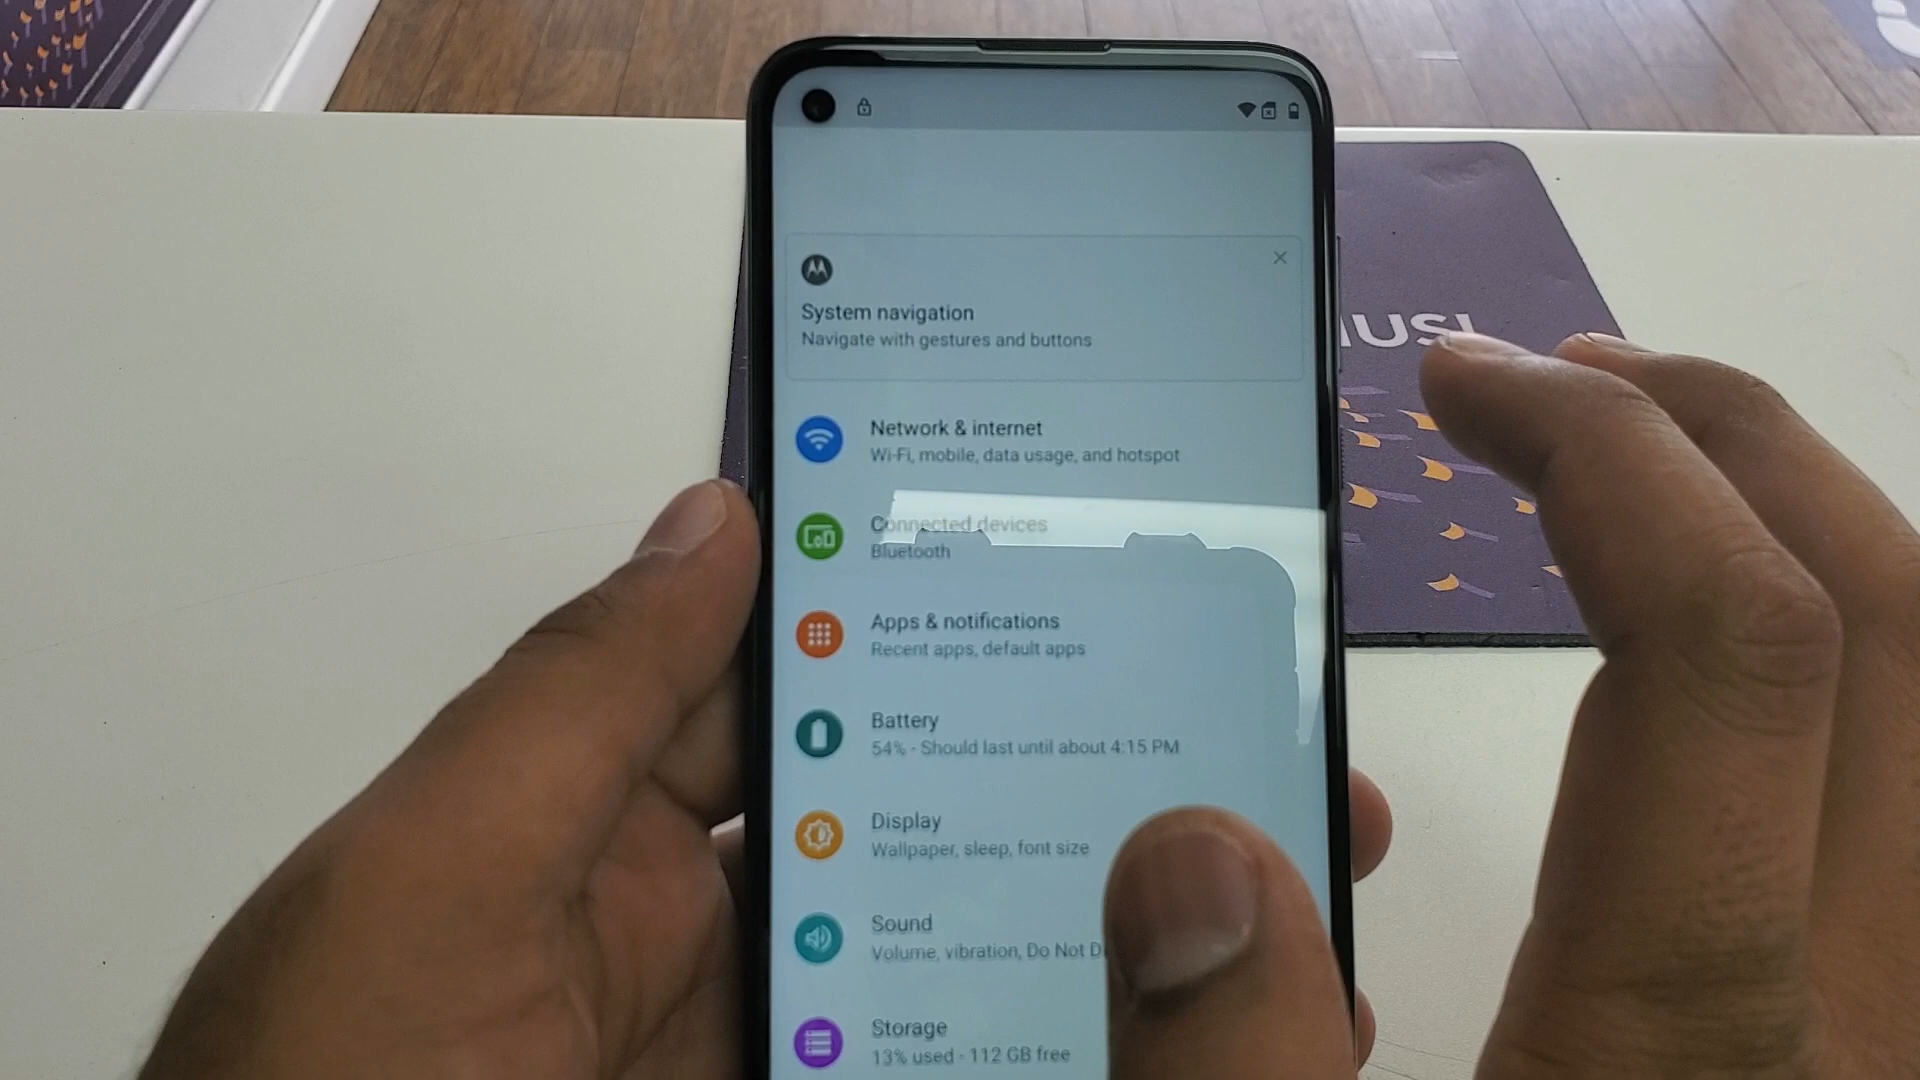 System navigation
Navigate with gestures and buttons
Network & internet
Wi-Fi, mobile, data usage, and hotspot
Connected devices
Bluetooth
Apps & notifications
Recent apps, default apps
Battery
54% - Should last until about 4:15 PM
Display
Wallpaper, sleep, font size
Sound
Volume, vibration, Do Not D
Storage
13% used - 112 GB free